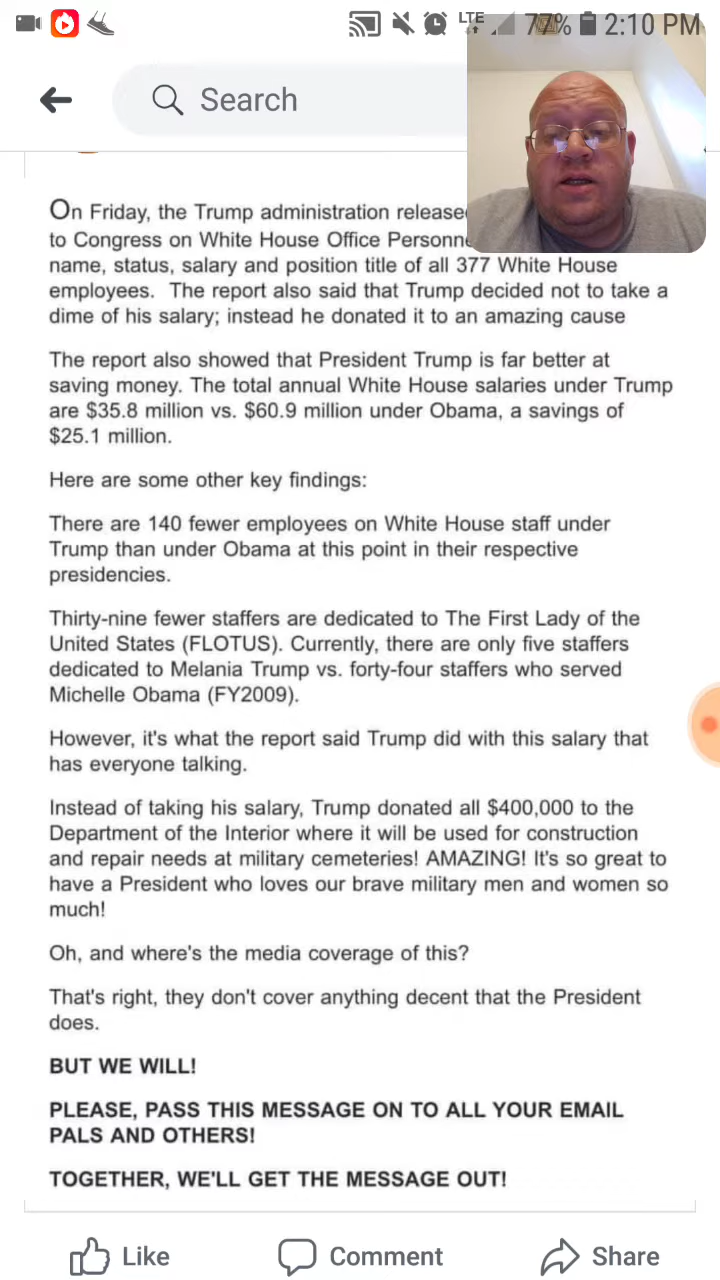 LTE 77% 2:10 PM
Search
On Friday, the Trump administration
to Congress on White House Office
name, status, salary and position title of all 377 White House
employees. The report also said that Trump decided not to take a
dime of his salary; instead he donated it to an amazing cause
The report also showed that President Trump is far better at
saving money. The total annual White House salaries under Trump
are $35.8 million vs. $60.9 million under Obama, a savings of
$25.1 million.
Here are some other key findings:
There are 140 fewer employees on White House staff under
Trump than under Obama at this point in their respective
presidencies.
Thirty-nine fewer staffers are dedicated to The First Lady of the
United States (FLOTUS). Currently, there are only five staffers
dedicated to Melania Trump vs. forty-four staffers who served
Michelle Obama (FY2009).
However, it's what the report said Trump did with this salary that
has everyone talking.
Instead of taking his salary, Trump donated all $400,000 to the
Department of the Interior where it will be used for construction
and repair needs at military cemeteries! AMAZING! It's so great to
have a President who loves our brave military men and women so
much!
Oh, and where's the media coverage of this?
That's right, they don't cover anything decent that the President
does.
BUT WE WILL!
PLEASE, PASS THIS MESSAGE ON TO ALL YOUR EMAIL
PALS AND OTHERS!
TOGETHER, WE'LL GET THE MESSAGE OUT!
Like Comment Share